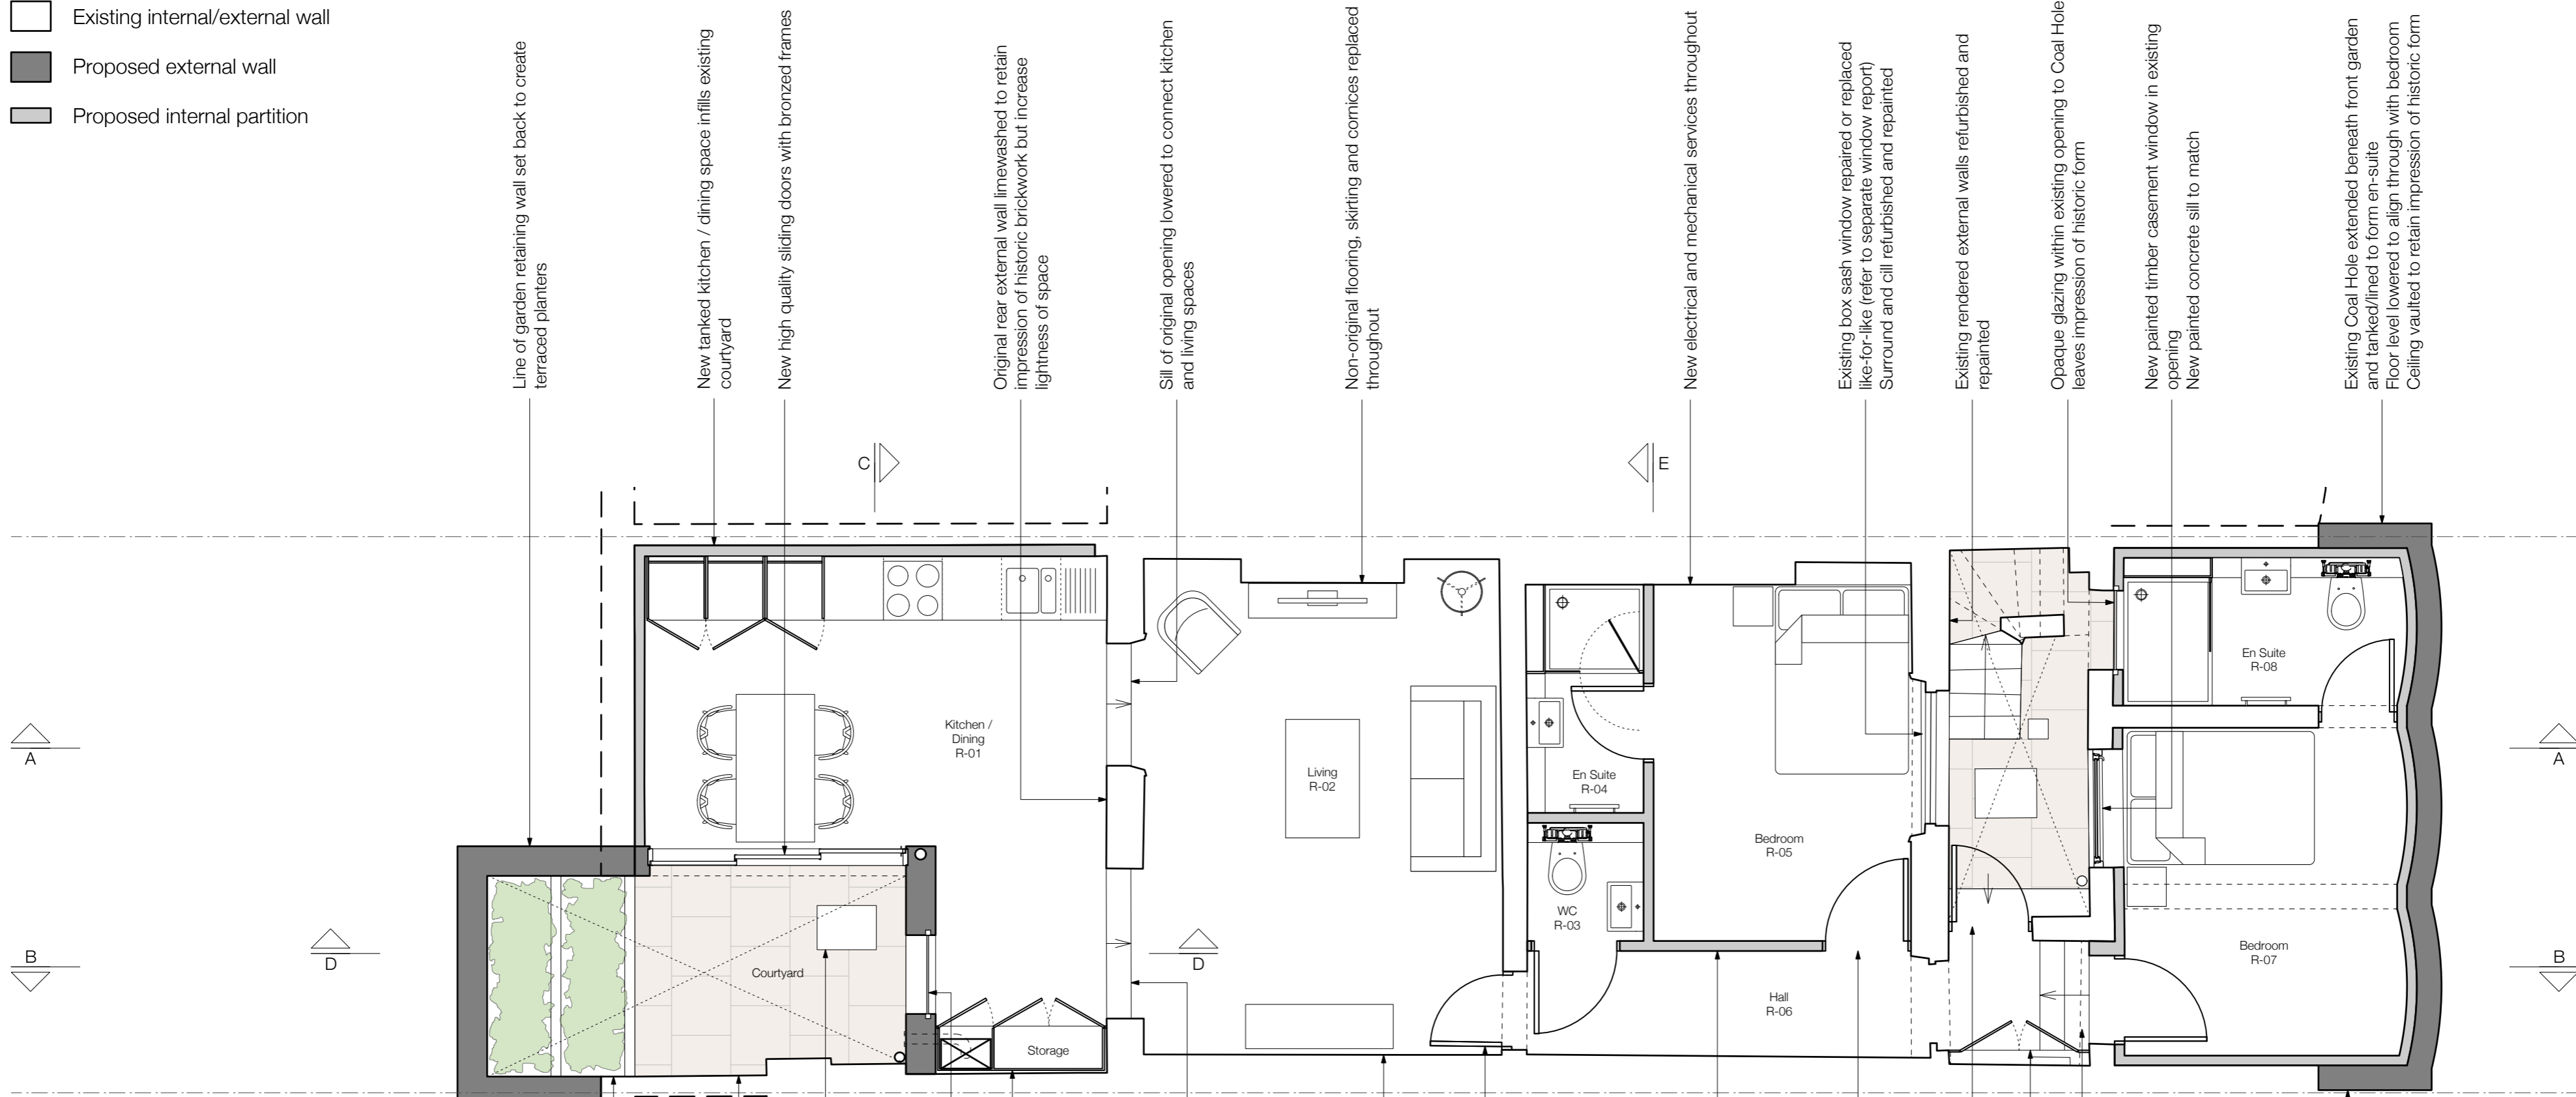 Existing internal/external wall
Proposed external wall
Proposed internal partition
Line of garden retaining wall set back to create
terraced planters
New tanked kitchen / dining space infills existing
courtyard
New high quality sliding doors with bronzed frames
Original rear external wall limewashed to retain
impression of historic brickwork but increase
lightness of space
Sill of original opening lowered to connect kitchen
and living spaces
Non-original flooring, skirting and cornices replaced
throughout
New electrical and mechanical services throughout
Existing box sash window repaired or replaced
like-for-like (refer to separate window report)
Surround and cill refurbished and repainted
Existing rendered external walls refurbished and
repainted
Opaque glazing within existing opening to Coal Hole
leaves impression of historic form
New painted timber casement window in existing
opening
New painted concrete sill to match
Existing Coal Hole extended beneath front garden
and tanked/lined to form en-suite
Floor level lowered to align through with bedroom
Ceiling vaulted to retain impression of historic form
C
E
A
A
B
B
D
D
Kitchen /
Dining
R-01
Living
R-02
En Suite
R-04
WC
R-03
Bedroom
R-05
Hall
R-06
En Suite
R-08
Bedroom
R-07
Courtyard
Storage